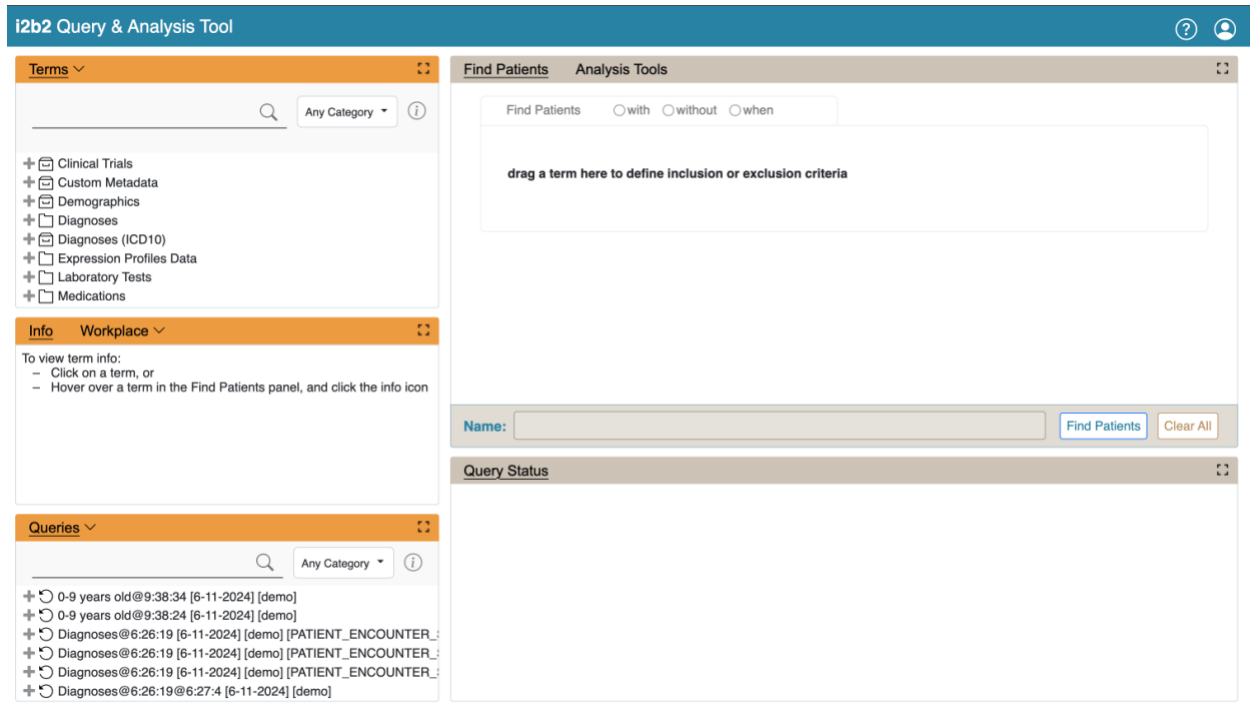 i2b2 Query & Analysis Tool
Terms
Any Category
Clinical Trials
Custom Metadata
Demographics
Diagnoses
Diagnoses (ICD10)
Expression Profiles Data
Laboratory Tests
Medications
Info Workplace
To view term info:
– Click on a term, or
– Hover over a term in the Find Patients panel, and click the info icon
Queries
Any Category
0-9 years old@9:38:34 [6-11-2024] [demo]
0-9 years old@9:38:24 [6-11-2024] [demo]
Diagnoses@6:26:19 [6-11-2024] [demo] [PATIENT_ENCOUNTER_
Diagnoses@6:26:19 [6-11-2024] [demo] [PATIENT_ENCOUNTER_
Diagnoses@6:26:19 [6-11-2024] [demo] [PATIENT_ENCOUNTER_
Diagnoses@6:26:19@6:27:4 [6-11-2024] [demo]
Find Patients Analysis Tools
Find Patients with without when
drag a term here to define inclusion or exclusion criteria
Name: Find Patients Clear All
Query Status